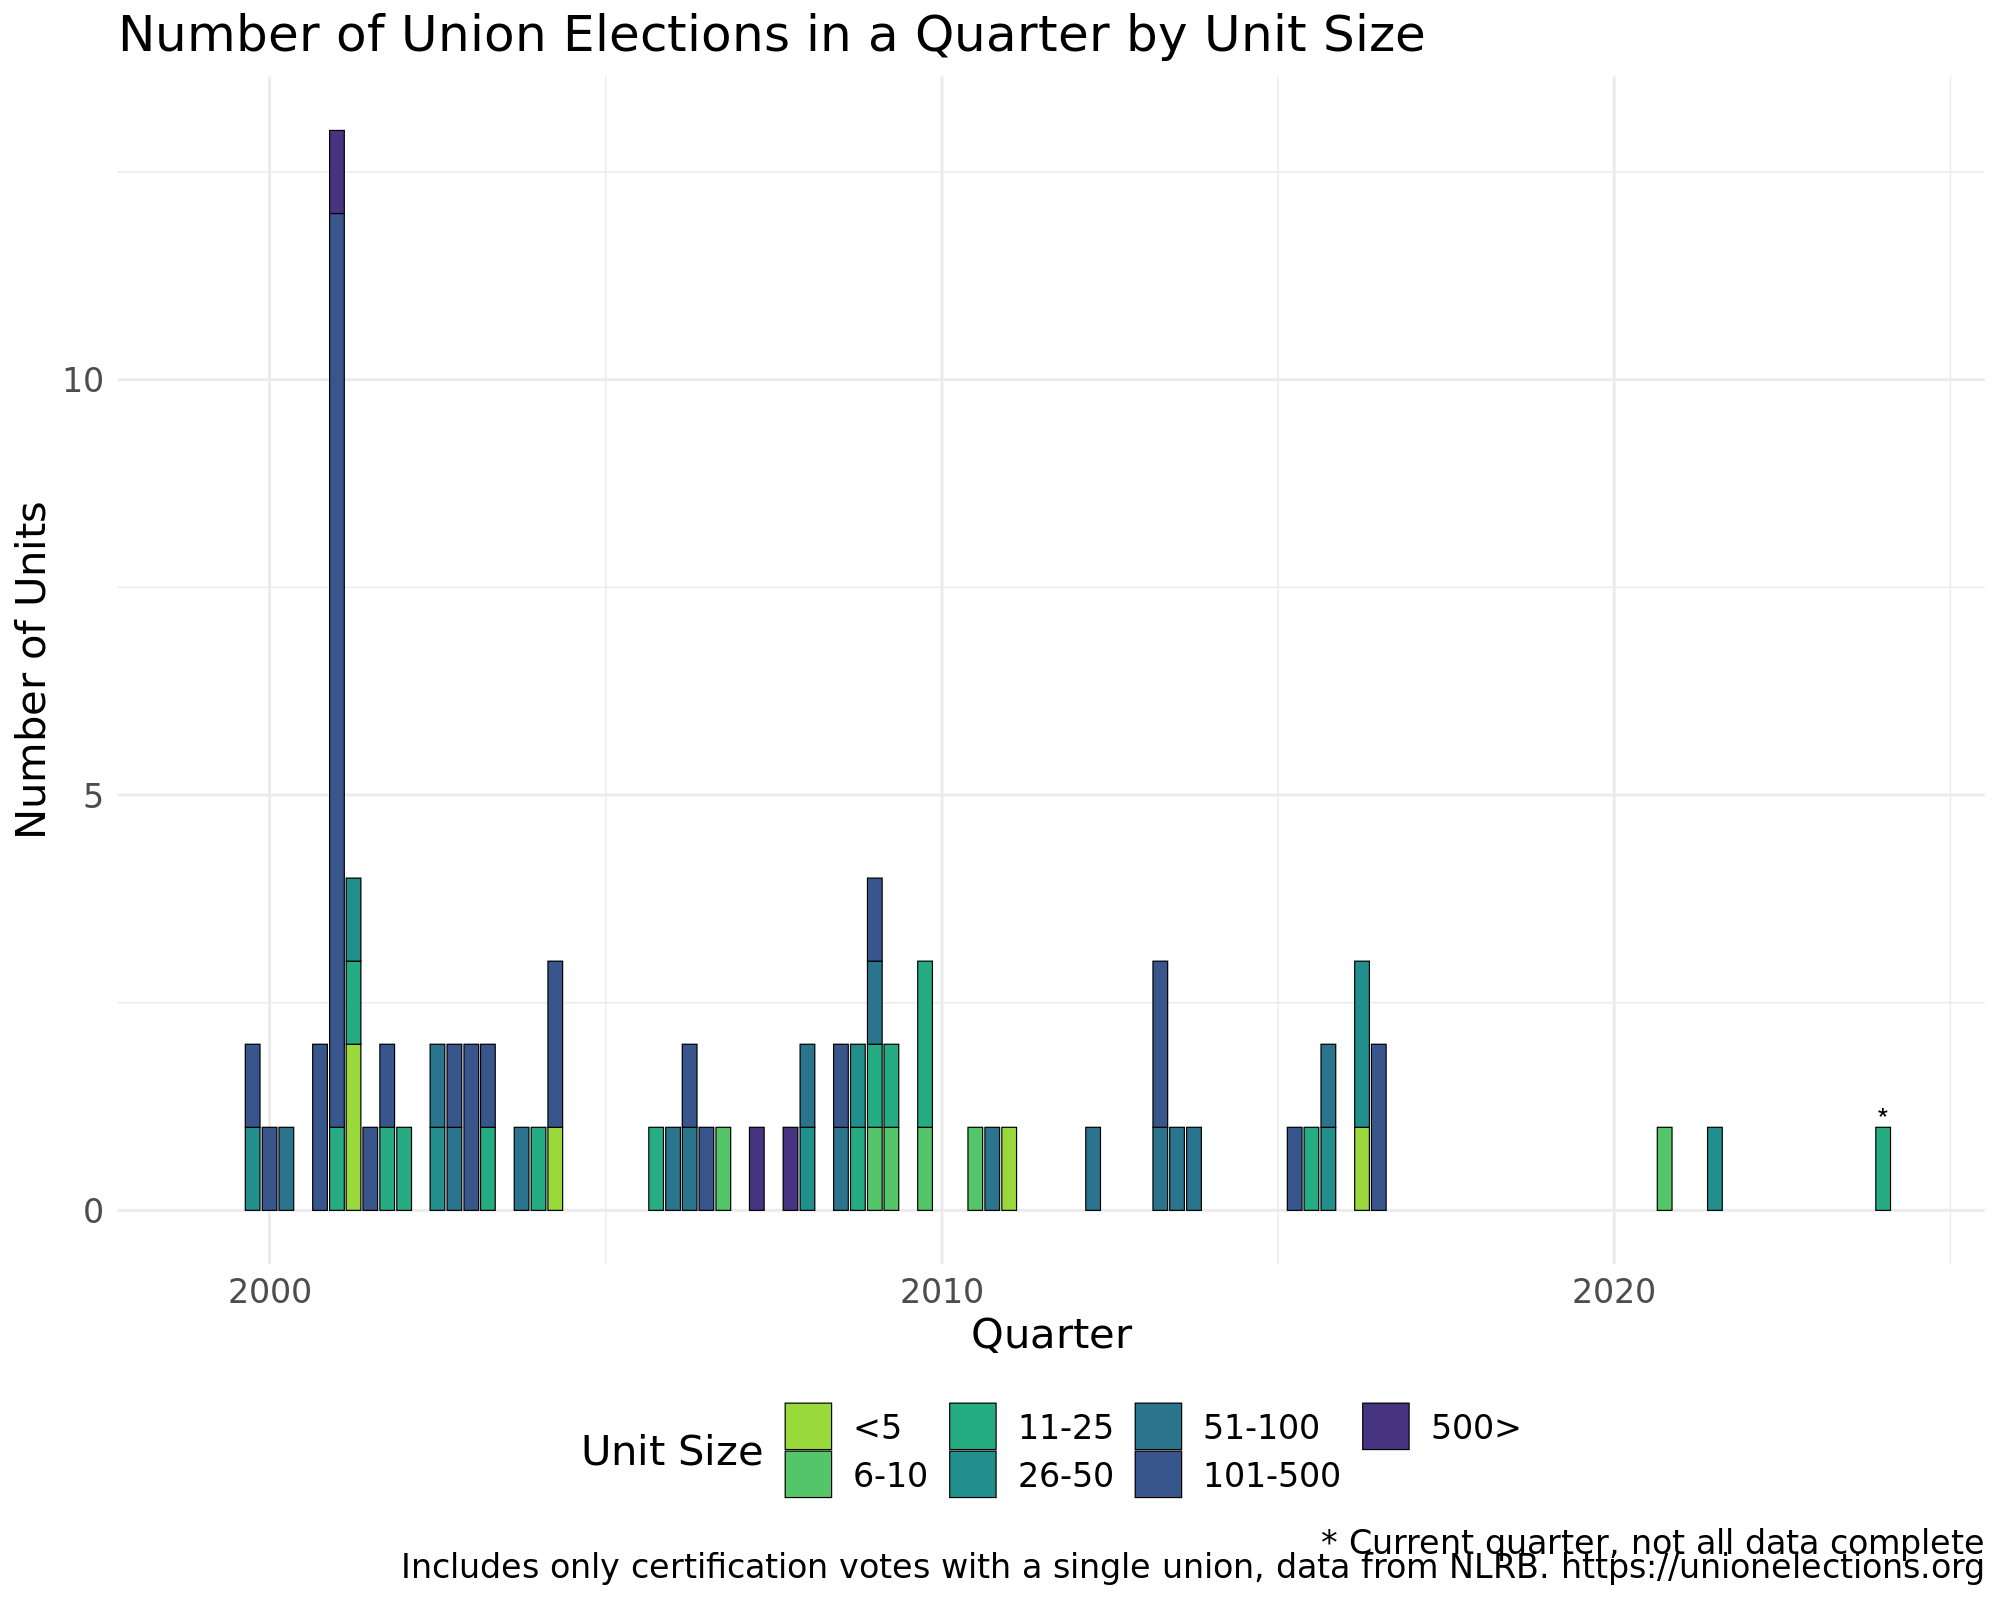 Number of Union Elections in a Quarter by Unit Size
Number of Units
10
5
0
*
2000 2010 2020
Quarter
Unit Size
<5 11-25 51-100 500>
6-10 26-50 101-500
* Current quarter, not all data complete
Includes only certification votes with a single union, data from NLRB. https://unionelections.org